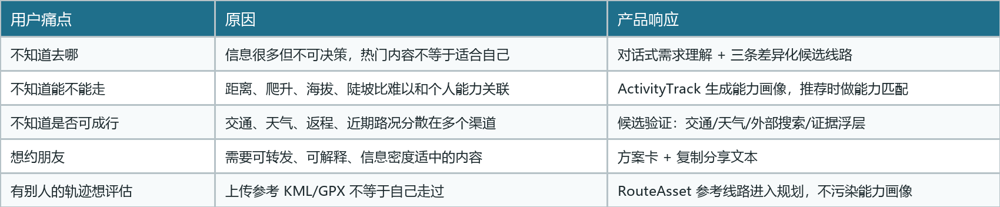 用户痛点 原因 产品响应
不知道去哪 信息很多但不可决策，热门内容不等于适合自己 对话式需求理解 + 三条差异化候选线路
不知道能不能走 距离、爬升、海拔、陡坡比难以和个人能力关联 ActivityTrack 生成能力画像，推荐时做能力匹配
不知道是否可成行 交通、天气、返程、近期路况分散在多个渠道 候选验证：交通/天气/外部搜索/证据浮层
想约朋友 需要可转发、可解释、信息密度适中的内容 方案卡 + 复制分享文本
有别人的轨迹想评估 上传参考 KML/GPX 不等于自己走过 RouteAsset 参考线路进入规划，不污染能力画像